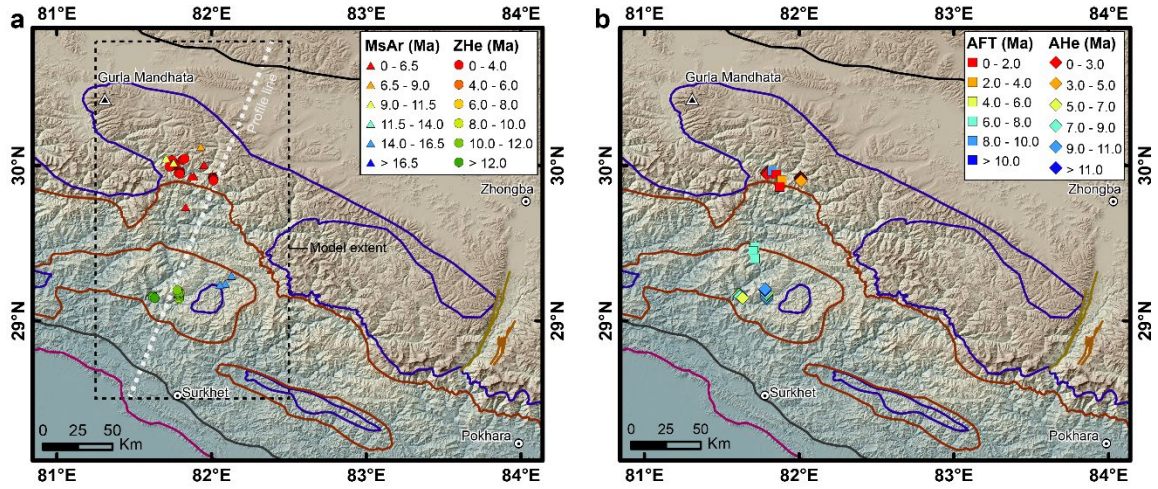 a
81°E 82°E 83°E 84°E
MsAr (Ma) ZHe (Ma)
0 - 6.5 0 - 4.0
6.5 - 9.0 4.0 - 6.0
9.0 - 11.5 6.0 - 8.0
11.5 - 14.0 8.0 - 10.0
14.0 - 16.5 10.0 - 12.0
> 16.5 > 12.0
Gurla Mandhata
Profile line
30°N
Zhongba
Model extent
29°N
Surkhet
Pokhara
0 25 50
Km
81°E 82°E 83°E 84°E
b
81°E 82°E 83°E 84°E
AFT (Ma) AHe (Ma)
0 - 2.0 0 - 3.0
2.0 - 4.0 3.0 - 5.0
4.0 - 6.0 5.0 - 7.0
6.0 - 8.0 7.0 - 9.0
8.0 - 10.0 9.0 - 11.0
> 10.0 > 11.0
Gurla Mandhata
30°N
Zhongba
29°N
Surkhet
Pokhara
0 25 50
Km
81°E 82°E 83°E 84°E